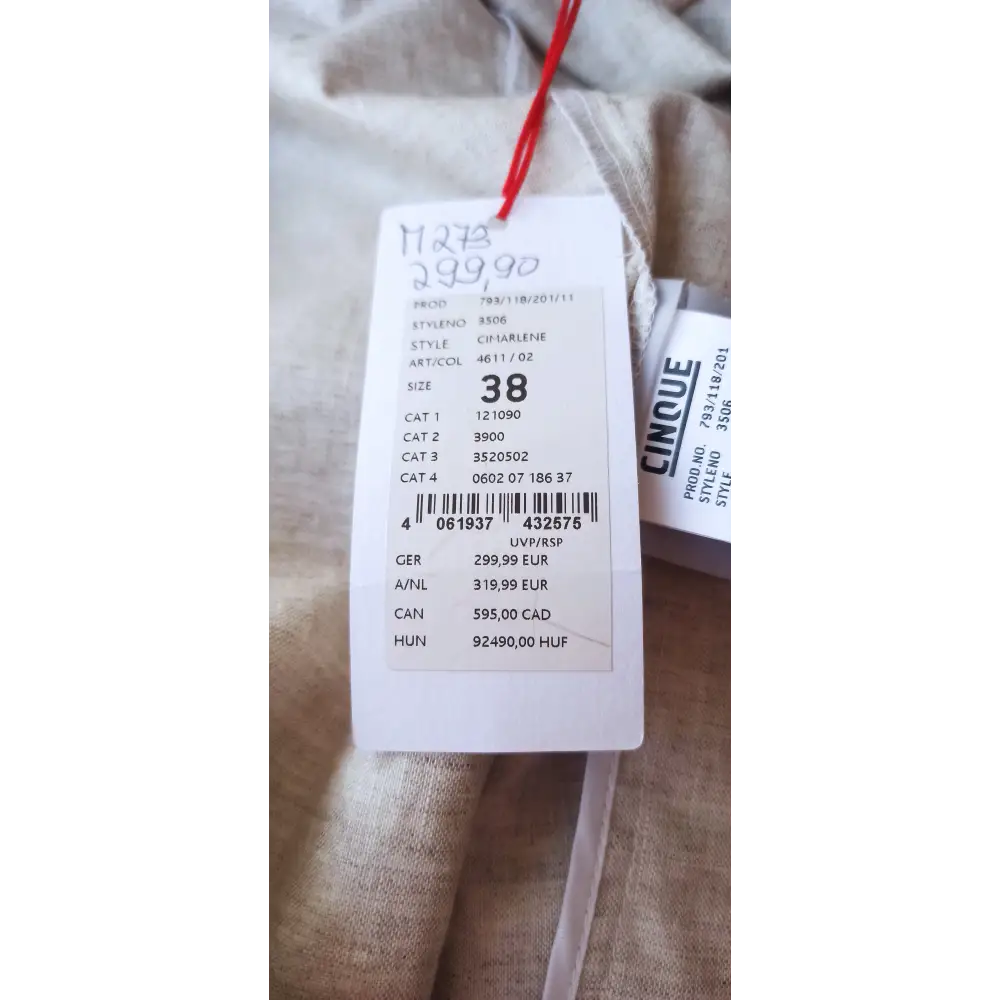 M273
299,90
PROD 793/118/201/11
STYLENO 3506
STYLE CIMARLENE
ART/COL 4611 / 02
SIZE 38
CAT 1 121090
CAT 2 3900
CAT 3 3520502
CAT 4 0602 07 186 37
4 061937 432575
UVP/RSP
GER 299,99 EUR
A/NL 319,99 EUR
CAN 595,00 CAD
HUN 92490,00 HUF
CINQUE
PROD.NO. 793/118/201
STYLENO 3506
STYLE